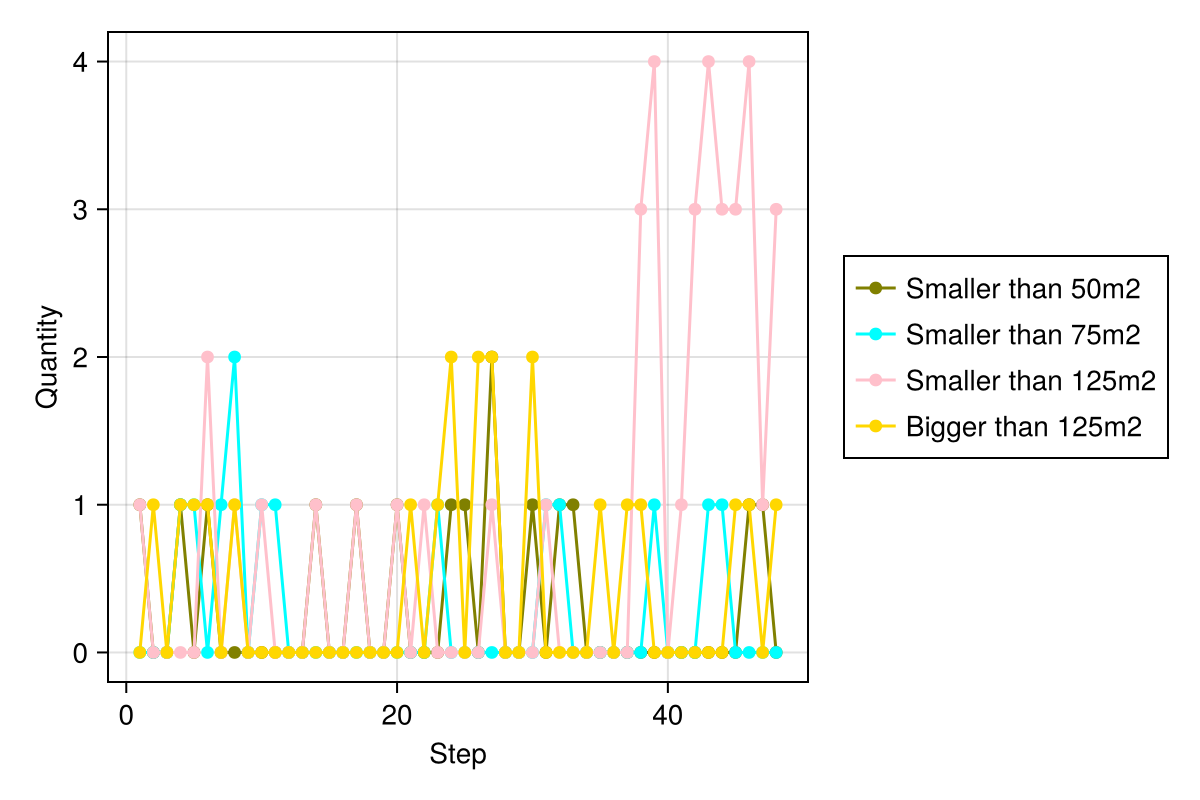 4
3
2
1
0
Quantity
0 20 40
Step
Smaller than 50m2
Smaller than 75m2
Smaller than 125m2
Bigger than 125m2